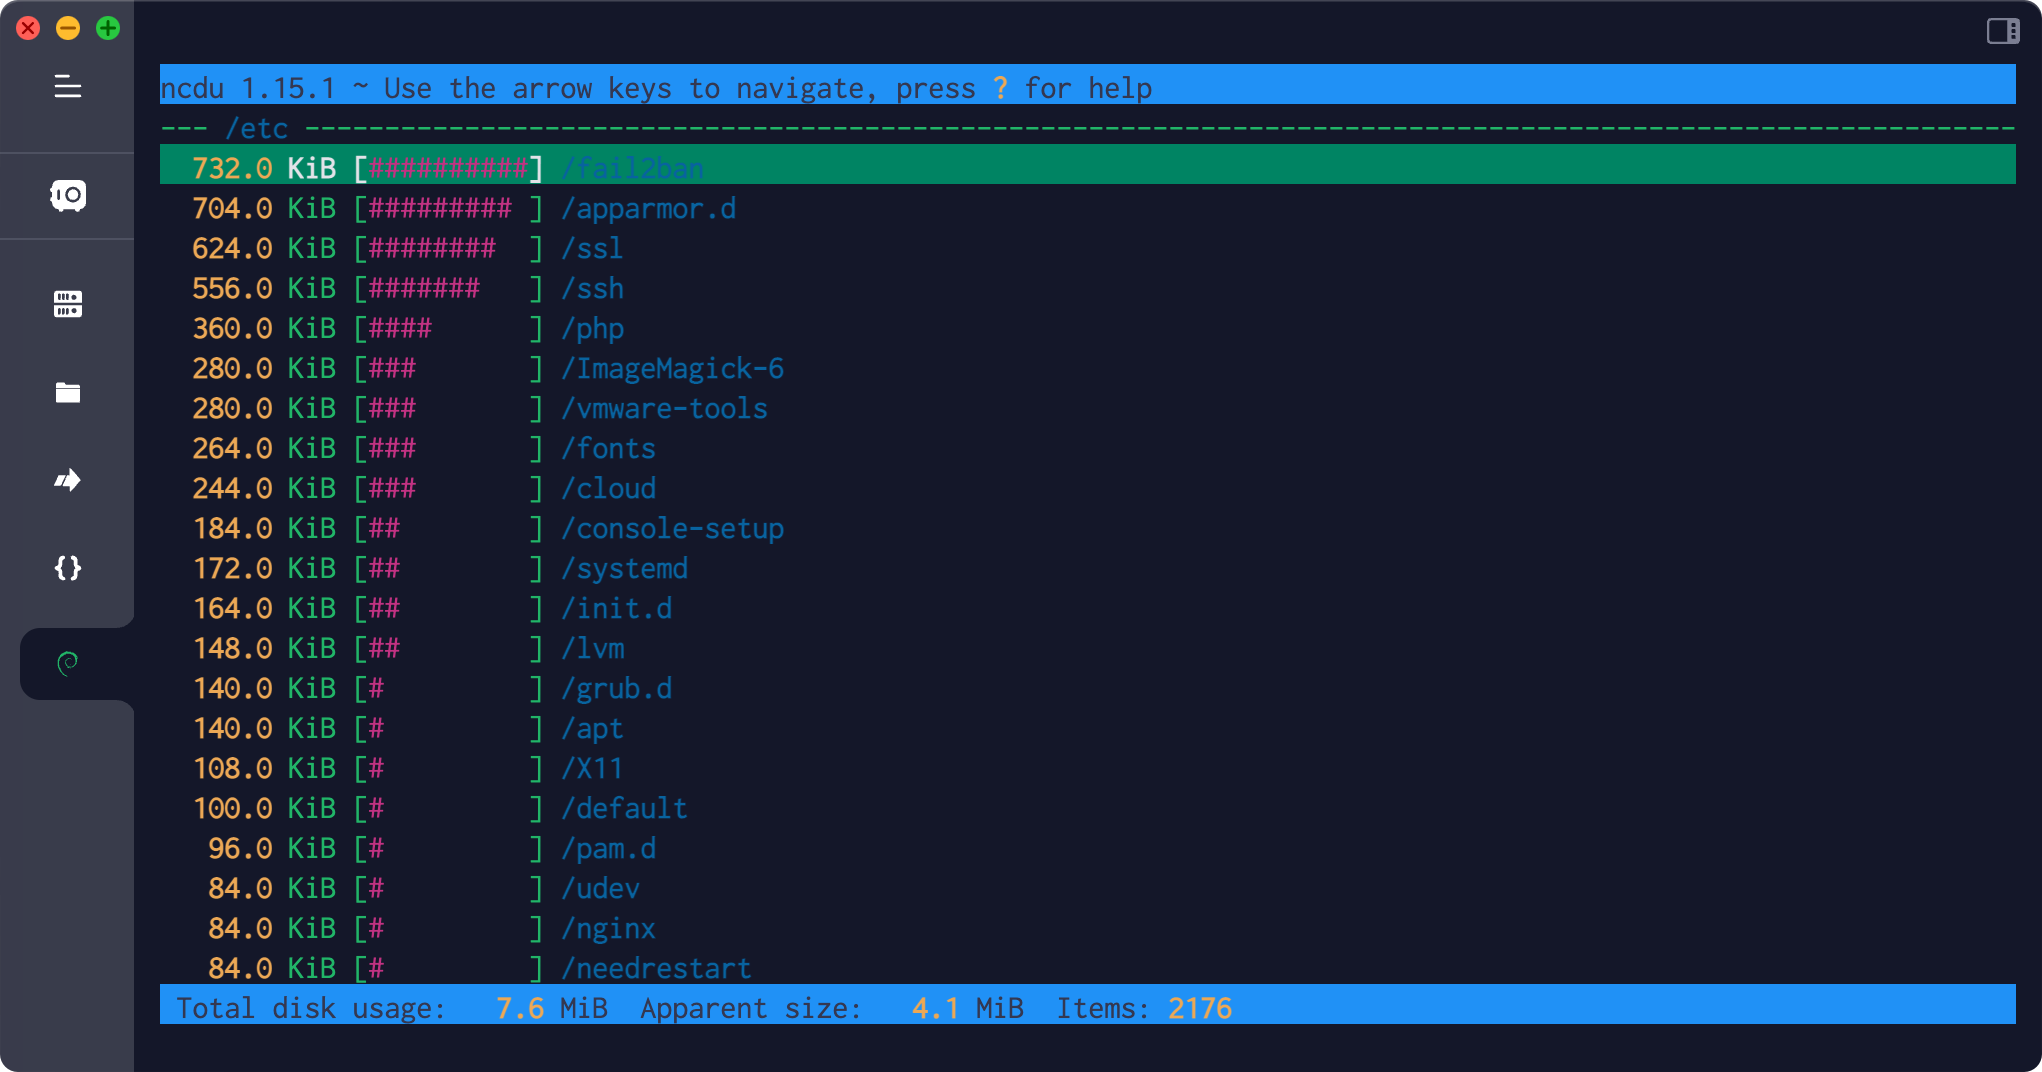 ncdu 1.15.1 ~ Use the arrow keys to navigate, press ? for help
--- /etc -----------------------------------------------------------------------------------------------------------
732.0 KiB [##########] /fail2ban
704.0 KiB [######### ] /apparmor.d
624.0 KiB [########  ] /ssl
556.0 KiB [#######   ] /ssh
360.0 KiB [####      ] /php
280.0 KiB [###       ] /ImageMagick-6
280.0 KiB [###       ] /vmware-tools
264.0 KiB [###       ] /fonts
244.0 KiB [###       ] /cloud
184.0 KiB [##        ] /console-setup
172.0 KiB [##        ] /systemd
164.0 KiB [##        ] /init.d
148.0 KiB [##        ] /lvm
140.0 KiB [#         ] /grub.d
140.0 KiB [#         ] /apt
108.0 KiB [#         ] /X11
100.0 KiB [#         ] /default
96.0 KiB [#         ] /pam.d
84.0 KiB [#         ] /udev
84.0 KiB [#         ] /nginx
84.0 KiB [#         ] /needrestart
Total disk usage:   7.6 MiB  Apparent size:   4.1 MiB  Items: 2176